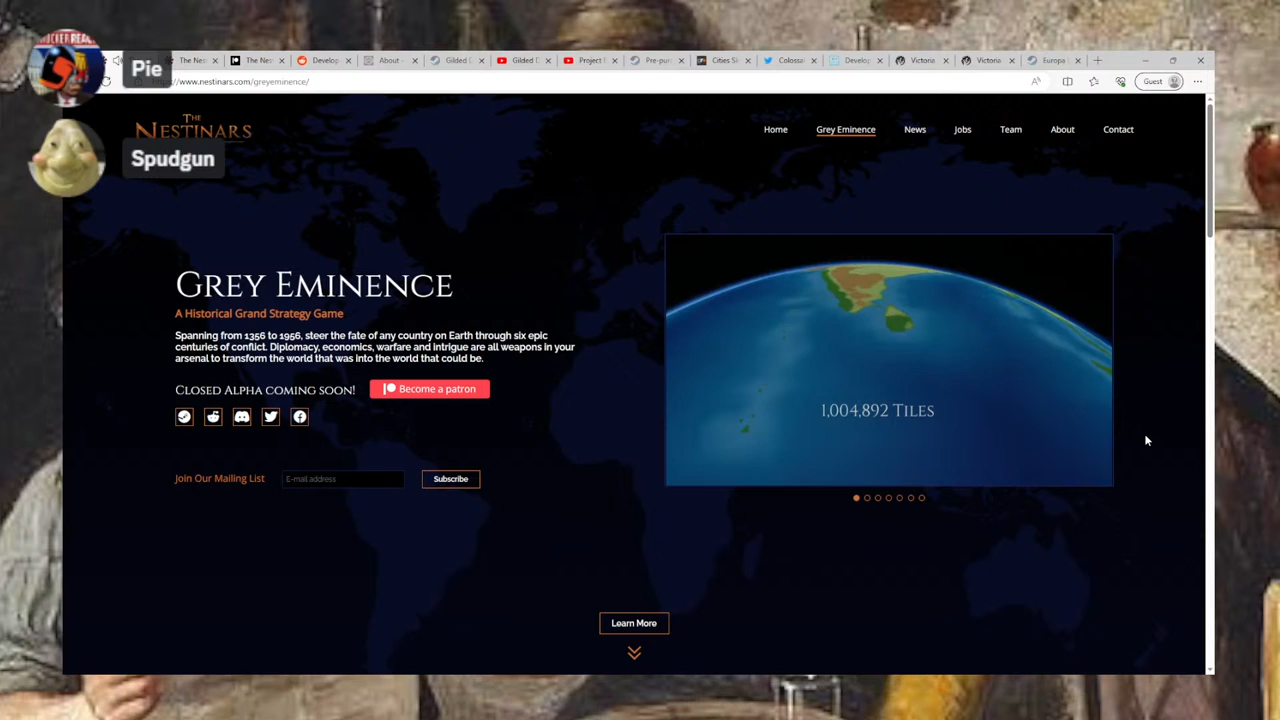 Pie
Spudgun
The Nes
The Nes
Develop
About -
Gilded D
Gilded D
Project
Pre-pur
Cities Sk
Colossa
Develop
Victoria
Victoria
Europa
www.nestinars.com/greyeminence/
Guest
THE
NESTINARS
Home
Grey Eminence
News
Jobs
Team
About
Contact
GREY EMINENCE
A Historical Grand Strategy Game
Spanning from 1356 to 1956, steer the fate of any country on Earth through six epic
centuries of conflict. Diplomacy, economics, warfare and intrigue are all weapons in your
arsenal to transform the world that was into the world that could be.
CLOSED ALPHA COMING SOON!
Become a patron
1,004,892 TILES
Join Our Mailing List
E-mail address
Subscribe
Learn More